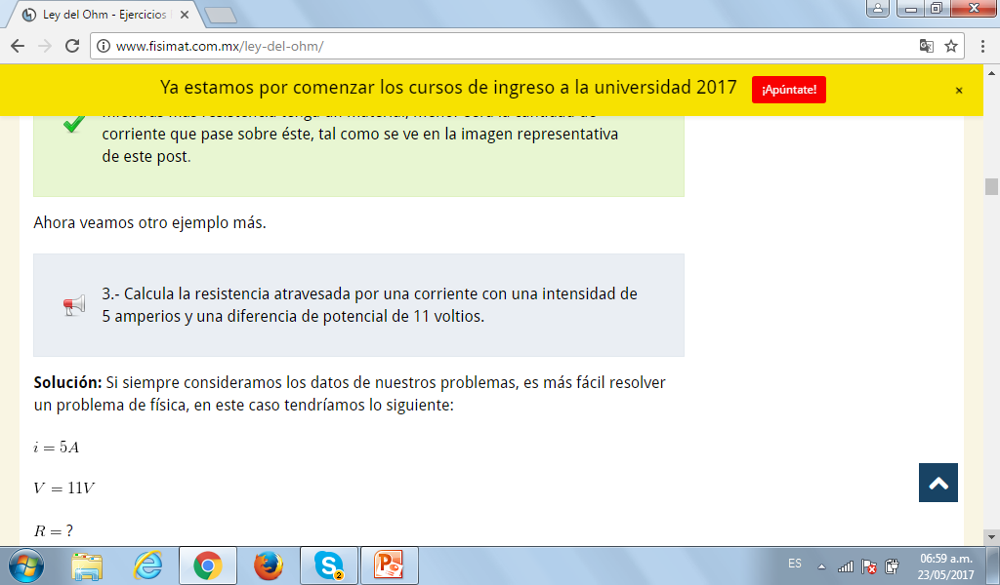 Ley del Ohm - Ejercicios
www.fisimat.com.mx/ley-del-ohm/
Ya estamos por comenzar los cursos de ingreso a la universidad 2017 ¡Apúntate! ×
corriente que pase sobre éste, tal como se ve en la imagen representativa
de este post.
Ahora veamos otro ejemplo más.
3.- Calcula la resistencia atravesada por una corriente con una intensidad de
5 amperios y una diferencia de potencial de 11 voltios.
Solución: Si siempre consideramos los datos de nuestros problemas, es más fácil resolver
un problema de física, en este caso tendríamos lo siguiente:
i = 5A
V = 11V
R = ?
2
ES
06:59 a.m.
23/05/2017